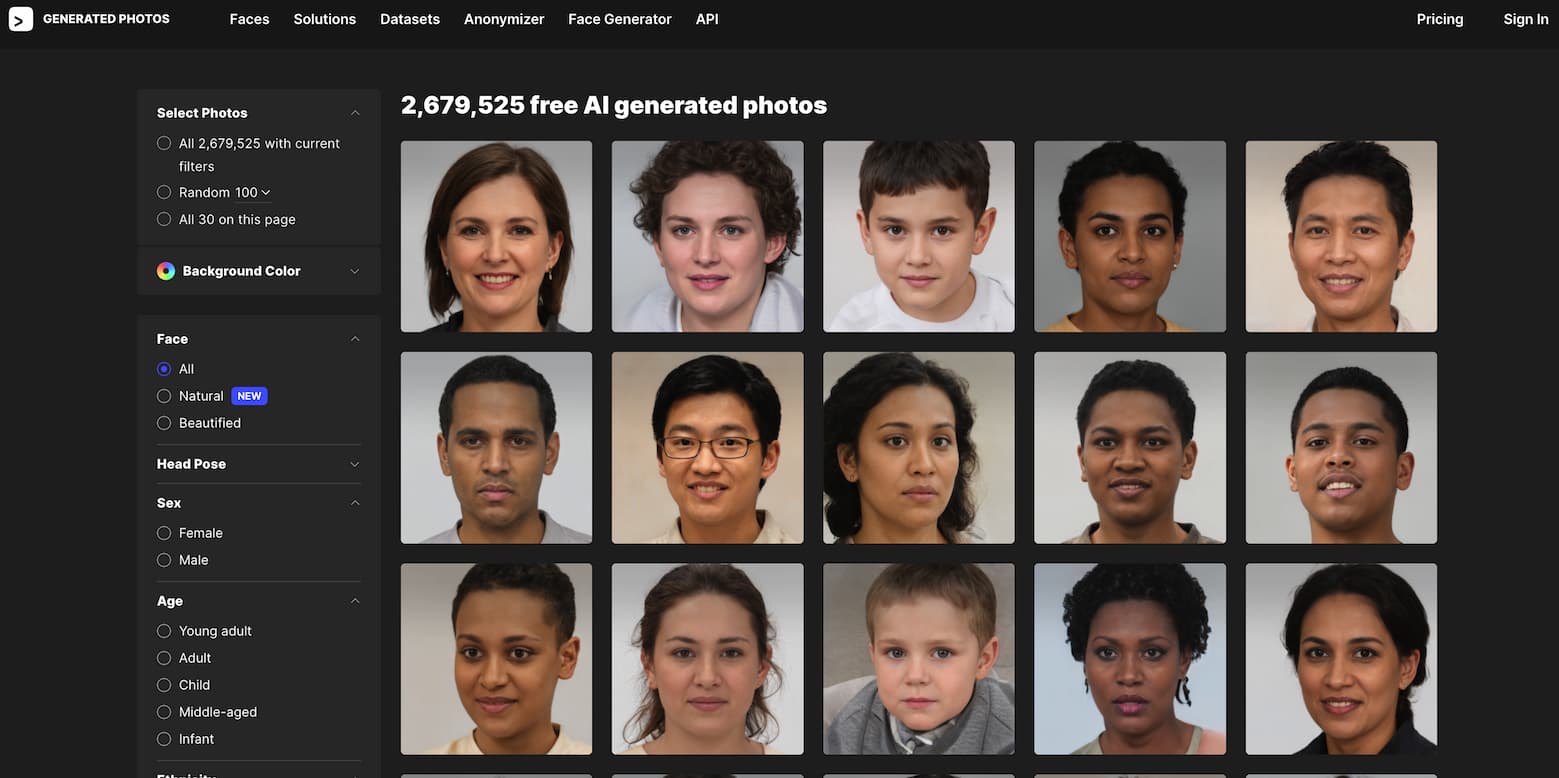 GENERATED PHOTOS
Faces
Solutions
Datasets
Anonymizer
Face Generator
API
Pricing
Sign In
Select Photos
All 2,679,525 with current
filters
Random 100
All 30 on this page
Background Color
Face
All
Natural NEW
Beautified
Head Pose
Sex
Female
Male
Age
Young adult
Adult
Child
Middle-aged
Infant
2,679,525 free AI generated photos